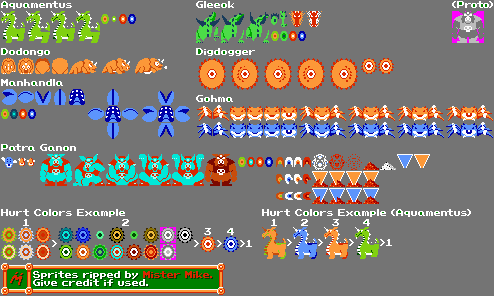 Aquamentus
Gleeok
(Proto)
Dodongo
Digdogger
Manhandla
Gohma
Patra Ganon
Hurt Colors Example
1 2 3 4 >1
Hurt Colors Example (Aquamentus)
1 2 3 4 >1
Sprites ripped by Mister Mike.
Give credit if used.